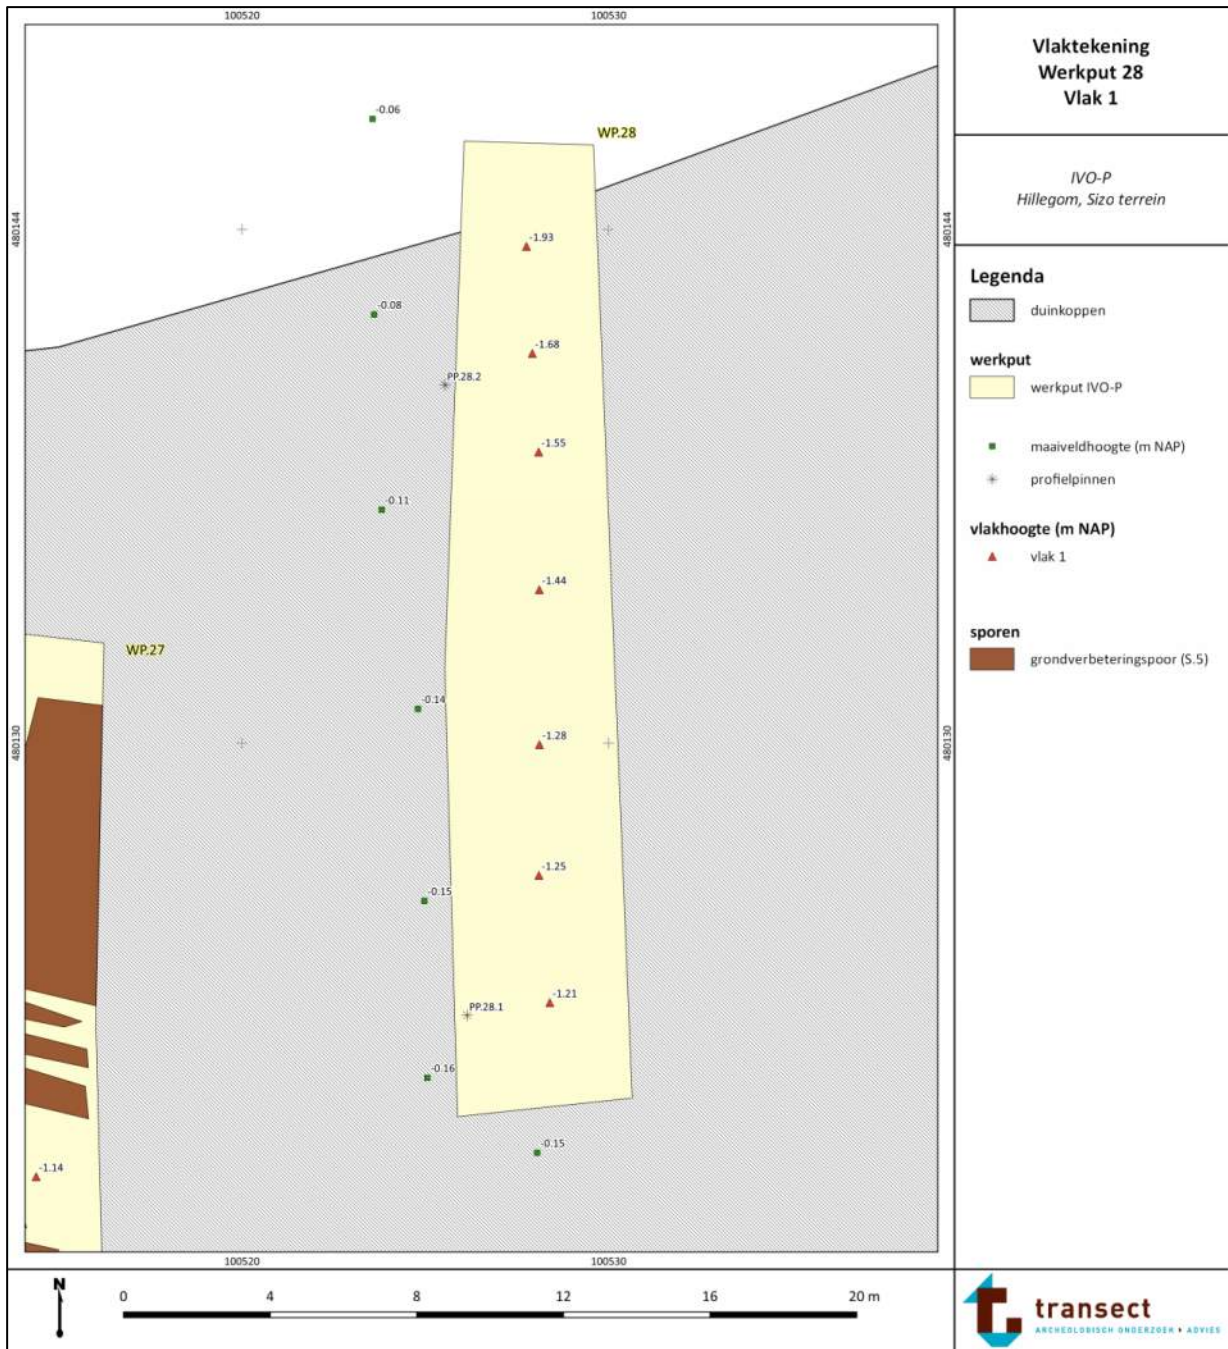 100520
100530
-0.06
WP.28
480144
480144
-1.93
-0.08
-1.68
PP.28.2
-1.55
-0.11
-1.44
WP.27
-0.14
480130
480130
-1.28
-1.25
-0.15
-1.21
PP.28.1
-0.16
-0.15
-1.14
100520
100530
Vlaktekening
Werkput 28
Vlak 1
IVO-P
Hillegom, Sizo terrein
Legenda
duinkoppen
werkput
werkput IVO-P
maaiveldhoogte (m NAP)
profielpinnen
vlakhoogte (m NAP)
vlak 1
sporen
grondverbeteringspoor (S.5)
N
0 4 8 12 16 20 m
transect
ARCHEOLOGISCH ONDERZOEK & ADVIES